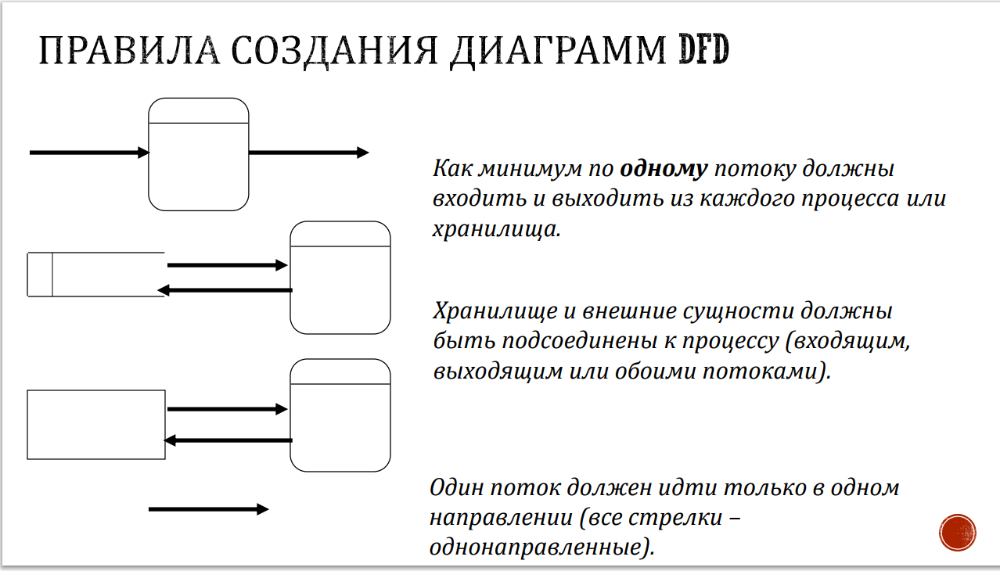 ПРАВИЛА СОЗДАНИЯ ДИАГРАММ DFD
Как минимум по одному потоку должны
входить и выходить из каждого процесса или
хранилища.
Хранилище и внешние сущности должны
быть подсоединены к процессу (входящим,
выходящим или обоими потоками).
Один поток должен идти только в одном
направлении (все стрелки –
однонаправленные).